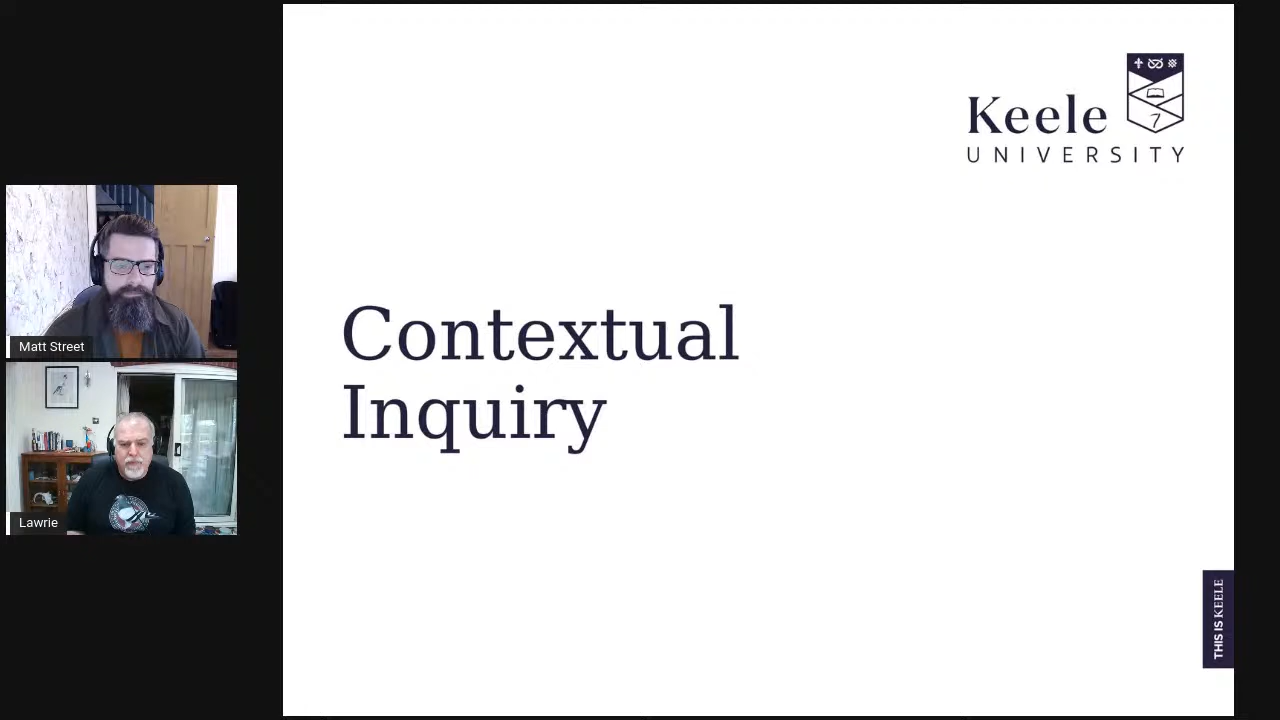 Keele
UNIVERSITY
Contextual
Inquiry
Matt Street
Lawrie
THIS IS KEELE